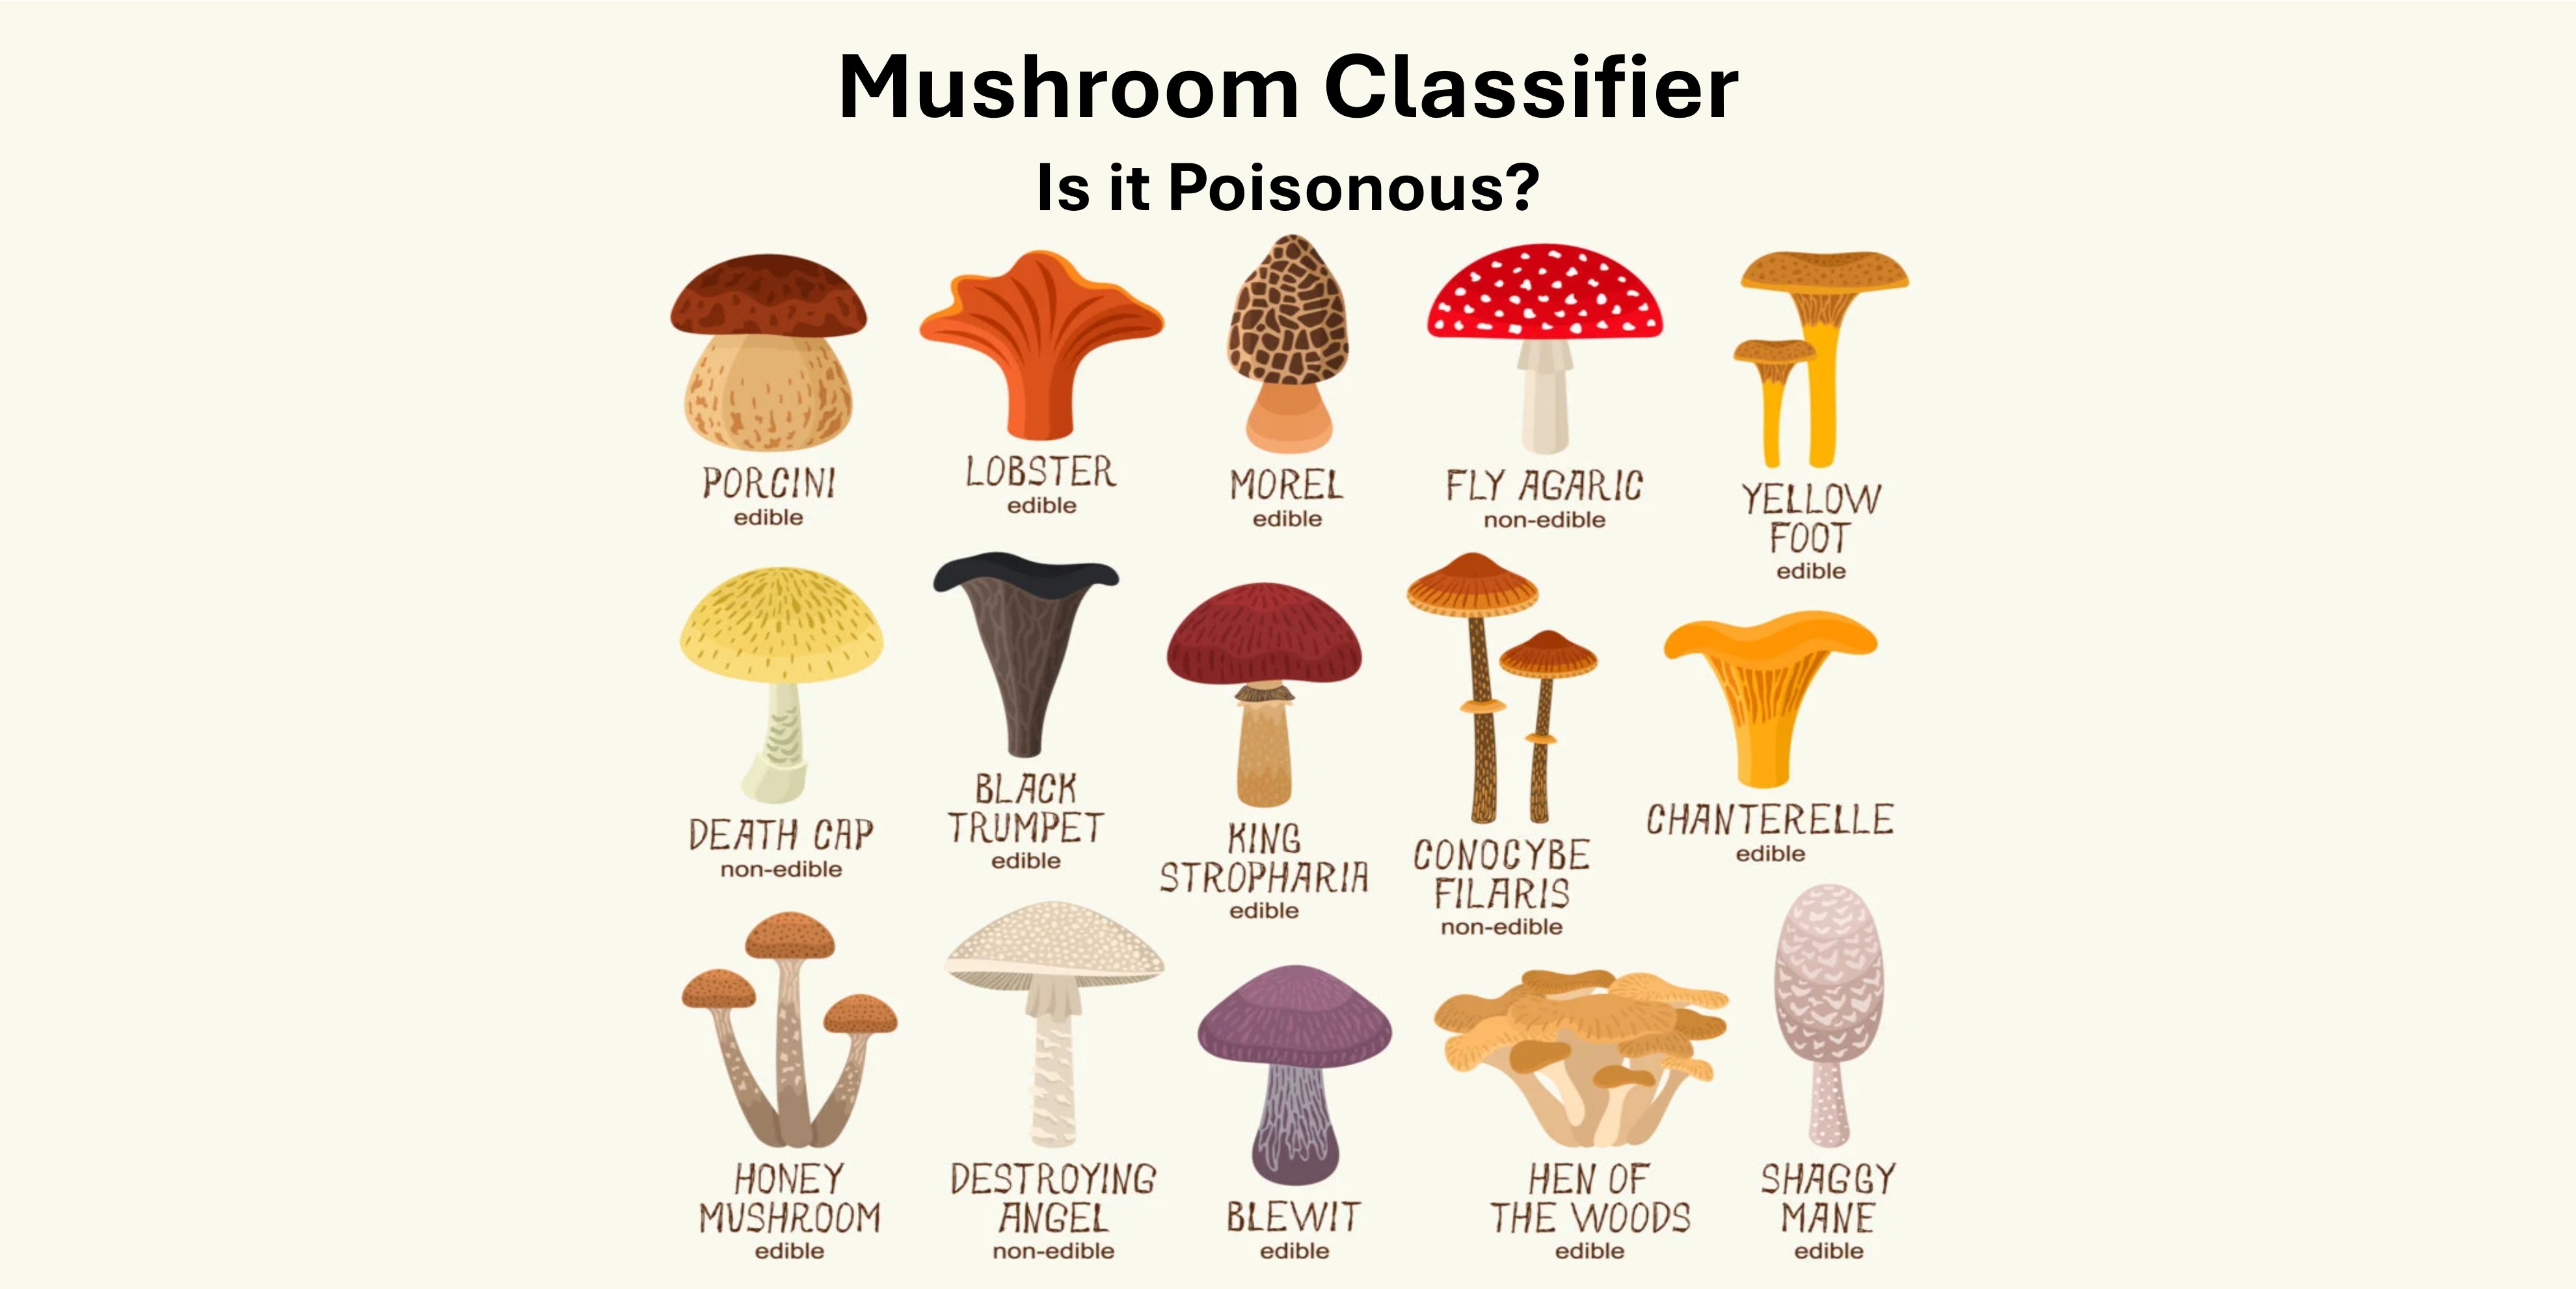 Mushroom Classifier
Is it Poisonous?
PORCINI
edible
LOBSTER
edible
MOREL
edible
FLY AGARIC
non-edible
YELLOW
FOOT
edible
DEATH CAP
non-edible
BLACK
TRUMPET
edible
KING
STROPHARIA
edible
CONOCYBE
FILARIS
non-edible
CHANTERELLE
edible
HONEY
MUSHROOM
edible
DESTROYING
ANGEL
non-edible
BLEWIT
edible
HEN OF
THE WOODS
edible
SHAGGY
MANE
edible